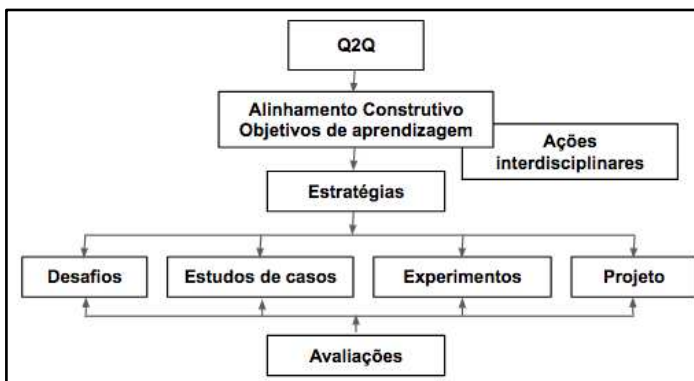 Q2Q
Alinhamento Construtivo
Objetivos de aprendizagem
Ações
interdisciplinares
Estratégias
Desafios
Estudos de casos
Experimentos
Projeto
Avaliações